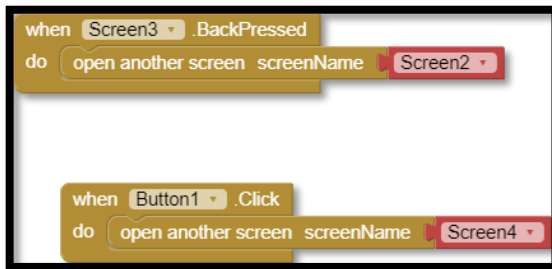 when Screen3 .BackPressed
do open another screen screenName Screen2
when Button1 .Click
do open another screen screenName Screen4